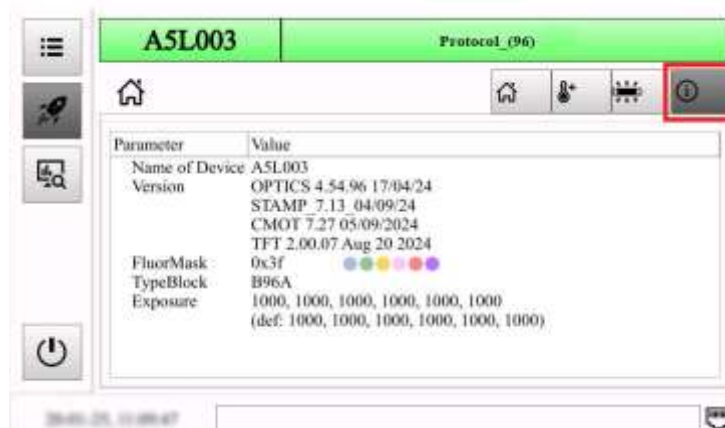 A5L003 Protocol_(96)
Parameter Value
Name of Device A5L003
Version OPTICS 4.54.96 17/04/24
STAMP_7.13_04/09/24
CMOT 7.27 05/09/2024
TFT 2.00.07 Aug 20 2024
FluorMask 0x3f
TypeBlock B96A
Exposure 1000, 1000, 1000, 1000, 1000, 1000
(def: 1000, 1000, 1000, 1000, 1000, 1000)